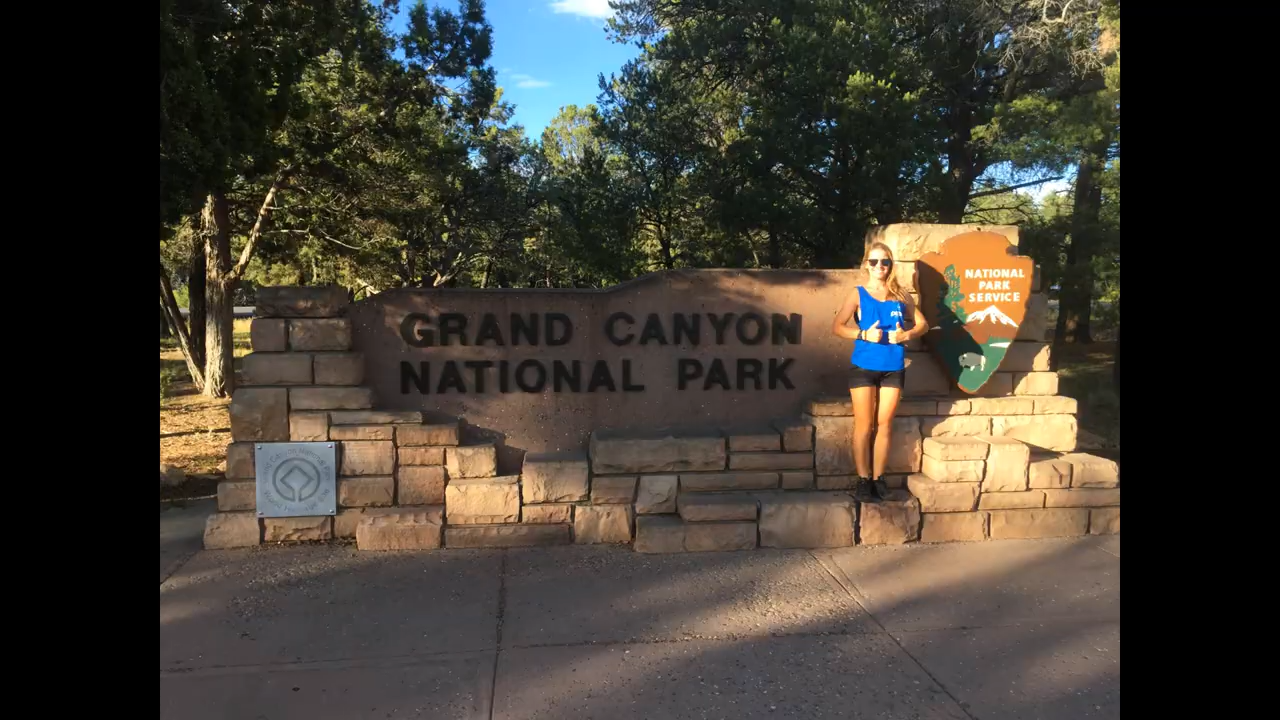 GRAND CANYON
NATIONAL PARK
NATIONAL
PARK
SERVICE